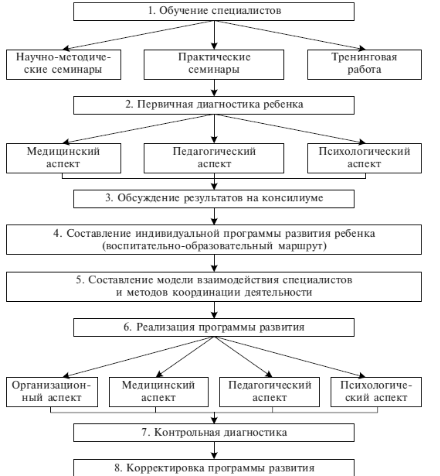 1. Обучение специалистов
Научно-методиче-
ские семинары
Практические
семинары
Тренинговая
работа
2. Первичная диагностика ребенка
Медицинский
аспект
Педагогический
аспект
Психологический
аспект
3. Обсуждение результатов на консилиуме
4. Составление индивидуальной программы развития ребенка
(воспитательно-образовательный маршрут)
5. Составление модели взаимодействия специалистов
и методов координации деятельности
6. Реализация программы развития
Организацион-
ный аспект
Медицинский
аспект
Педагогический
аспект
Психологиче-
ский аспект
7. Контрольная диагностика
8. Корректировка программы развития